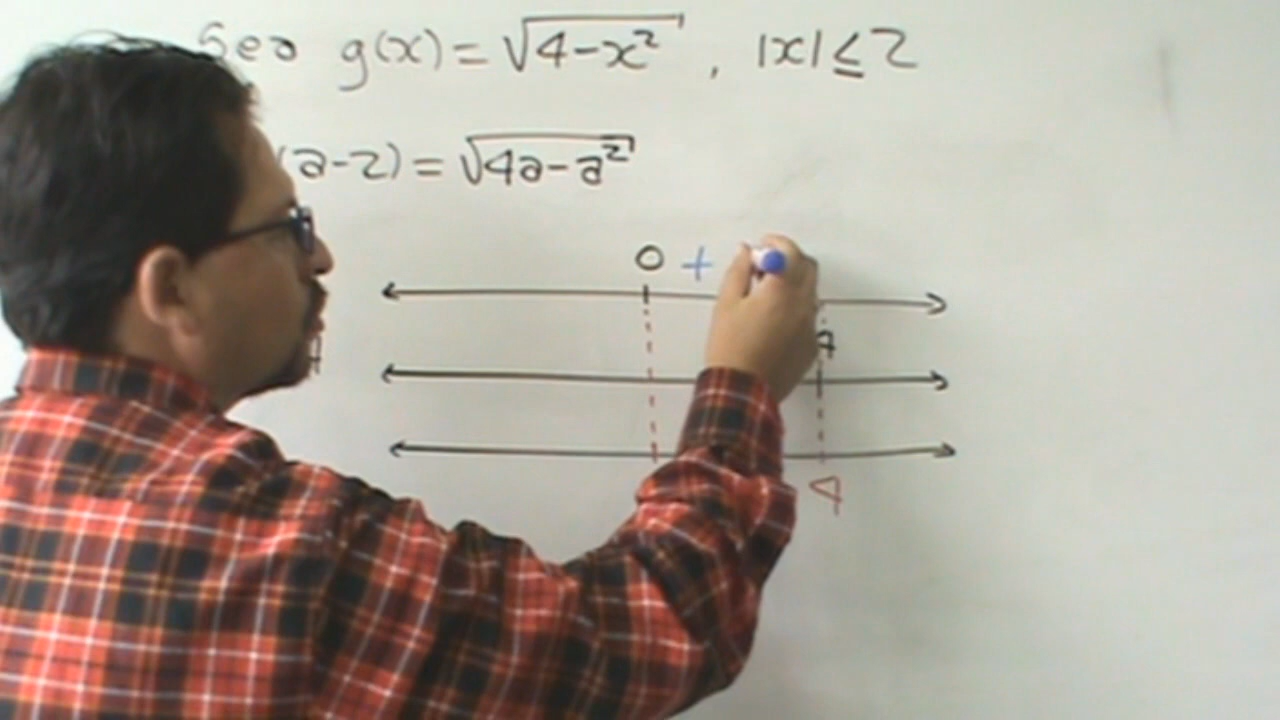 Sea g(x) = √4-x² , |x| ≤ 2
(a-2) = √4a-a²
0 +
4
4